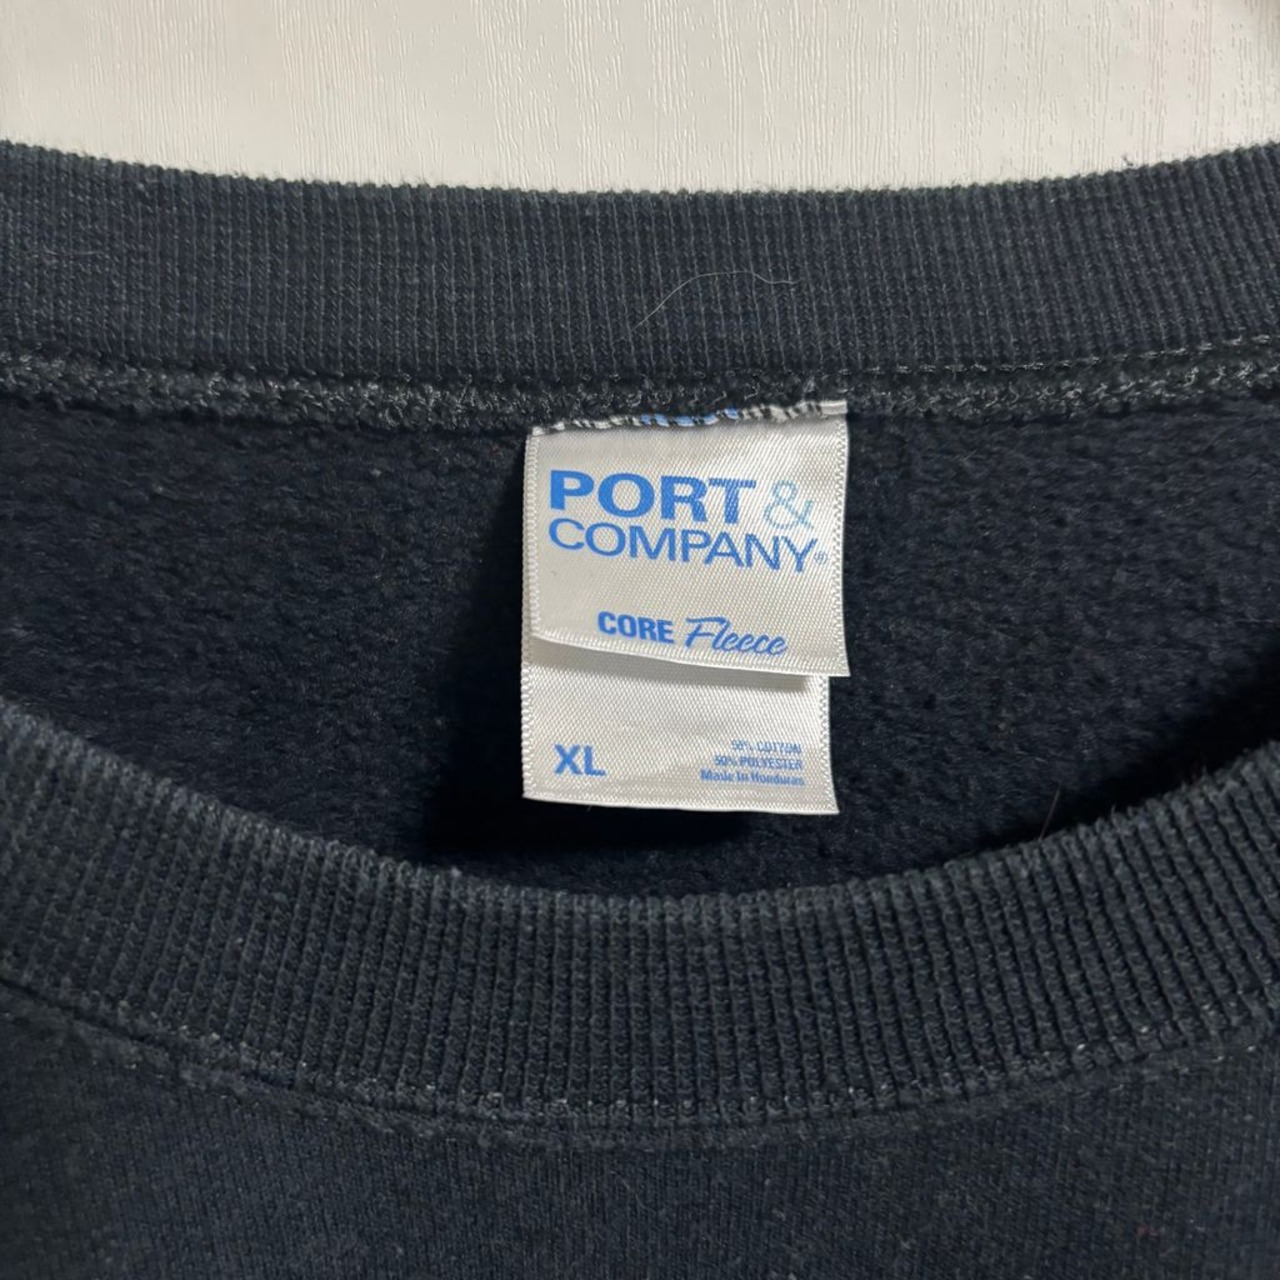 PORT &
COMPANY®
CORE Fleece
XL
50% COTTON
50% POLYESTER
Made In Honduras